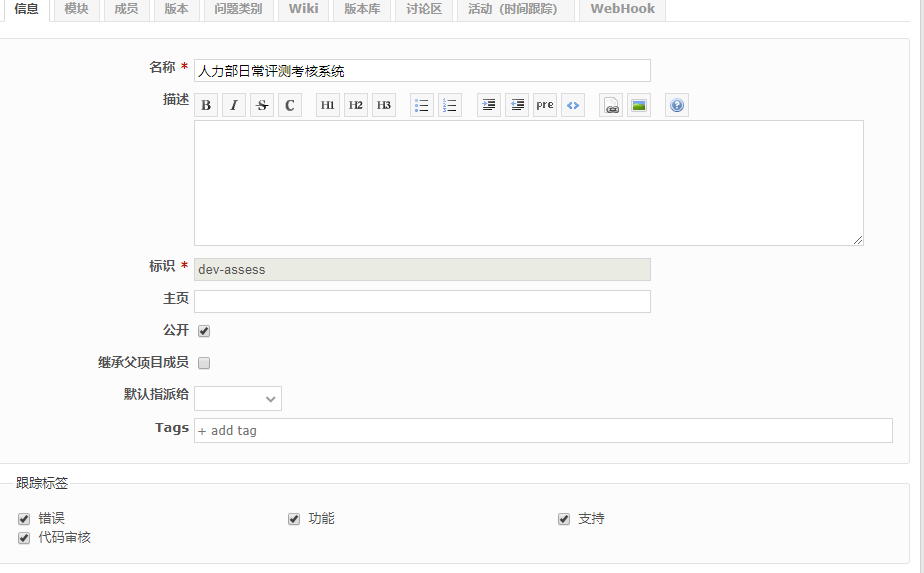 信息 模块 成员 版本 问题类别 Wiki 版本库 讨论区 活动（时间跟踪） WebHook
名称 * 人力部日常评测考核系统
描述 B I S C H1 H2 H3 pre <>
标识 * dev-assess
主页
公开
继承父项目成员
默认指派给
Tags + add tag
跟踪标签
错误 功能 支持
代码审核